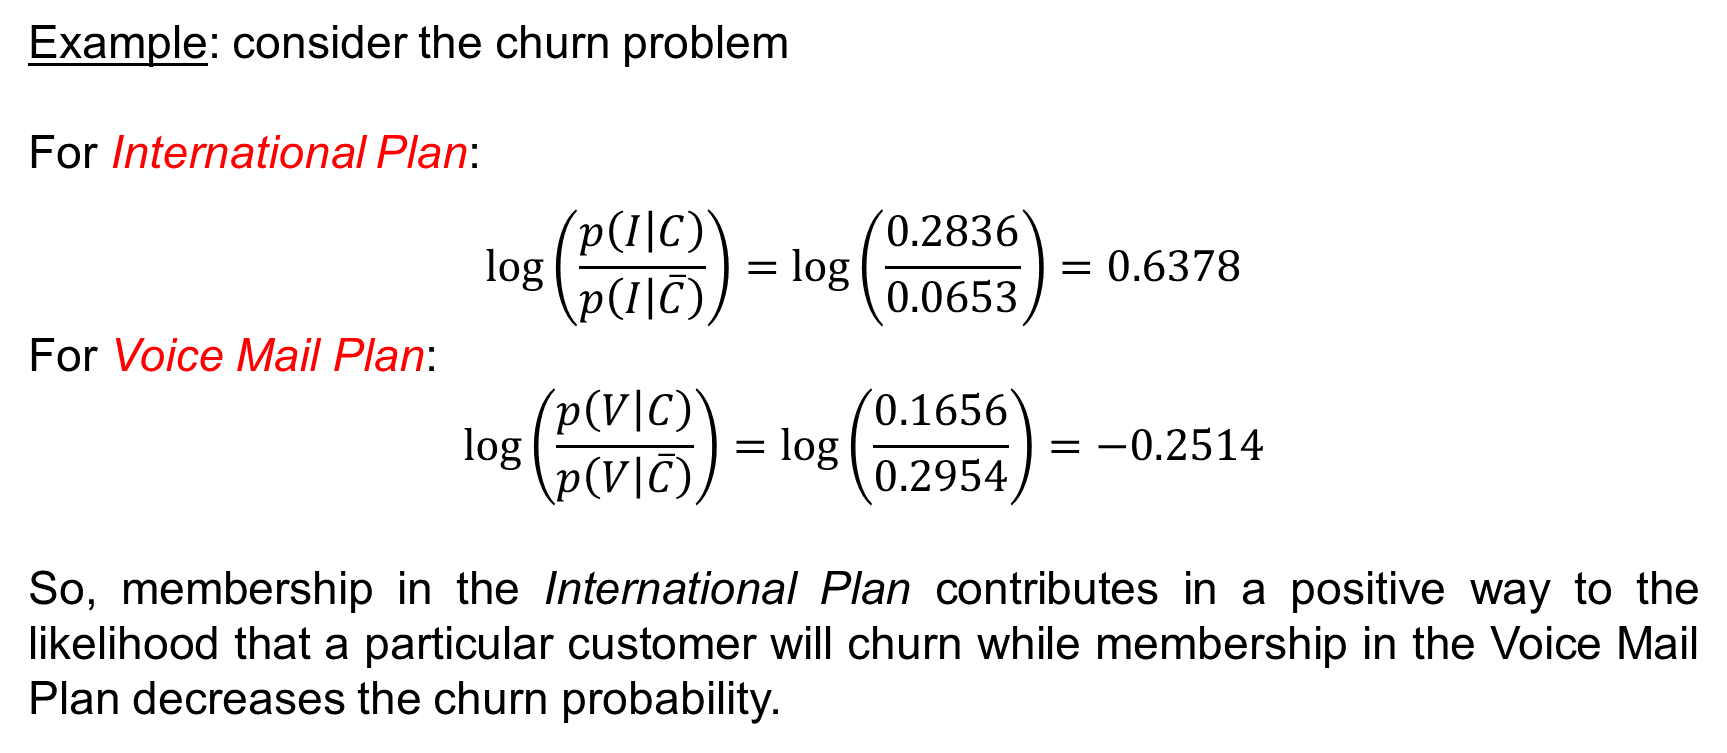 Example: consider the churn problem
For International Plan:
log(p(I|C)/p(I|C̄)) = log(0.2836/0.0653) = 0.6378
For Voice Mail Plan:
log(p(V|C)/p(V|C̄)) = log(0.1656/0.2954) = −0.2514
So, membership in the International Plan contributes in a positive way to the
likelihood that a particular customer will churn while membership in the Voice Mail
Plan decreases the churn probability.